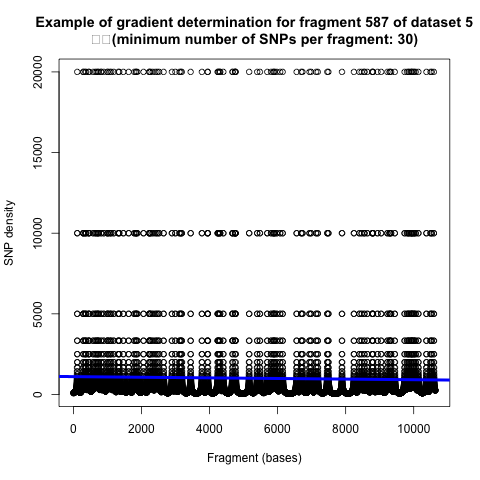 Example of gradient determination for fragment 587 of dataset 5
(minimum number of SNPs per fragment: 30)
20000
15000
10000
5000
0
SNP density
0 2000 4000 6000 8000 10000
Fragment (bases)